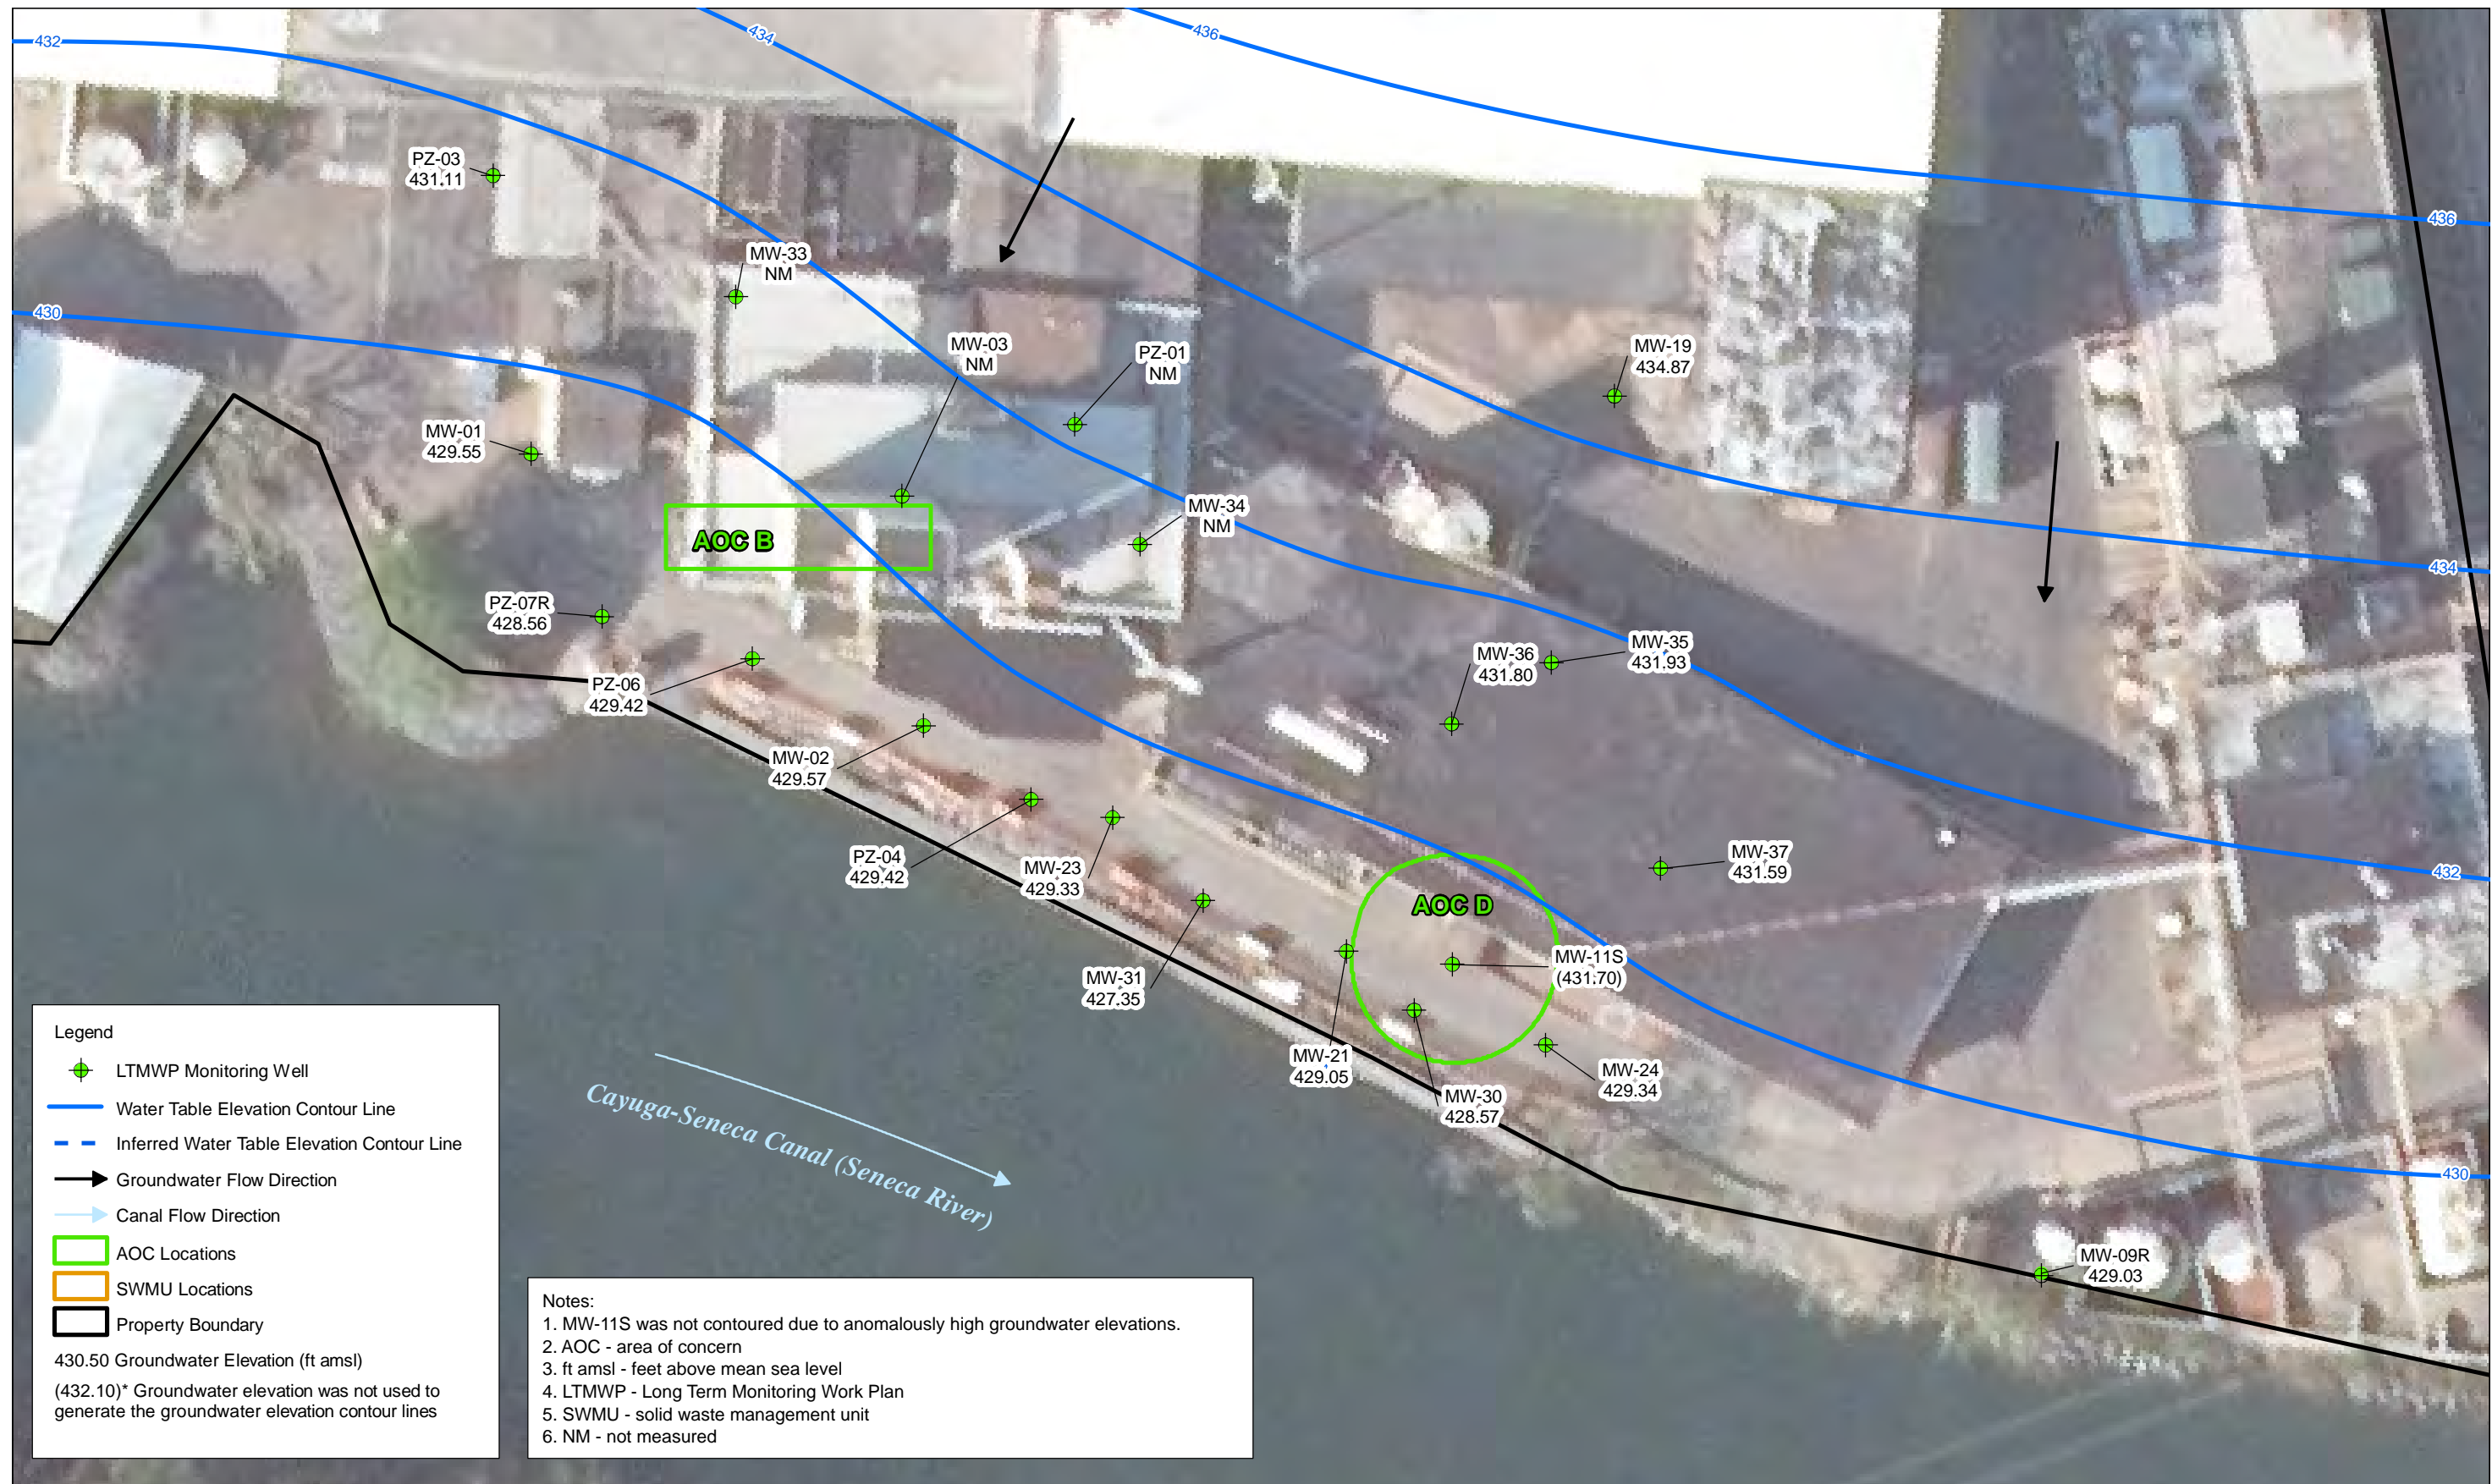 432
434
436
PZ-03
431.11
436
MW-33
NM
430
MW-03
NM
PZ-01
NM
MW-19
434.87
MW-01
429.55
MW-34
NM
AOC B
434
PZ-07R
428.56
MW-36
431.80
MW-35
431.93
PZ-06
429.42
MW-02
429.57
PZ-04
429.42
MW-23
429.33
MW-37
431.59
432
AOC D
MW-31
427.35
MW-11S
(431.70)
MW-21
429.05
MW-24
429.34
MW-30
428.57
430
Cayuga-Seneca Canal (Seneca River)
MW-09R
429.03
Legend
LTMWP Monitoring Well
Water Table Elevation Contour Line
Inferred Water Table Elevation Contour Line
Groundwater Flow Direction
Canal Flow Direction
AOC Locations
SWMU Locations
Property Boundary
430.50 Groundwater Elevation (ft amsl)
(432.10)* Groundwater elevation was not used to
generate the groundwater elevation contour lines
Notes:
1. MW-11S was not contoured due to anomalously high groundwater elevations.
2. AOC - area of concern
3. ft amsl - feet above mean sea level
4. LTMWP - Long Term Monitoring Work Plan
5. SWMU - solid waste management unit
6. NM - not measured